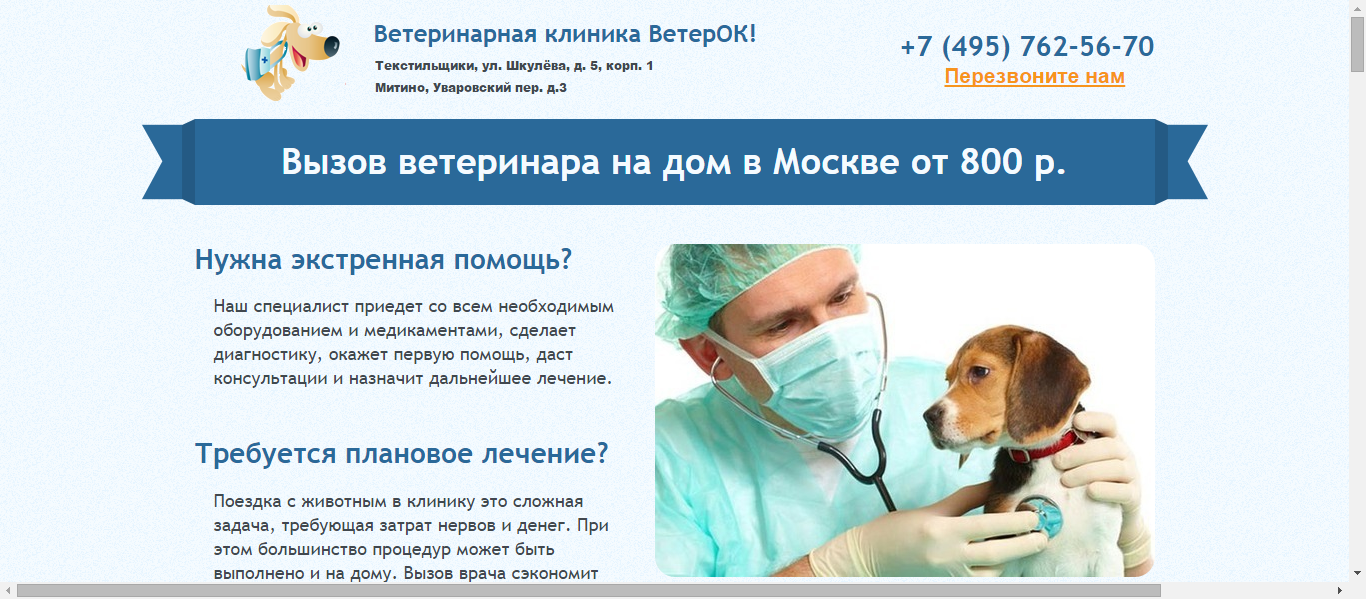 Ветеринарная клиника ВетерОК!
Текстильщики, ул. Шкулёва, д. 5, корп. 1
Митино, Уваровский пер. д.3
+7 (495) 762-56-70
Перезвоните нам
Вызов ветеринара на дом в Москве от 800 р.
Нужна экстренная помощь?
Наш специалист приедет со всем необходимым
оборудованием и медикаментами, сделает
диагностику, окажет первую помощь, даст
консультации и назначит дальнейшее лечение.
Требуется плановое лечение?
Поездка с животным в клинику это сложная
задача, требующая затрат нервов и денег. При
этом большинство процедур может быть
выполнено и на дому. Вызов врача сэкономит